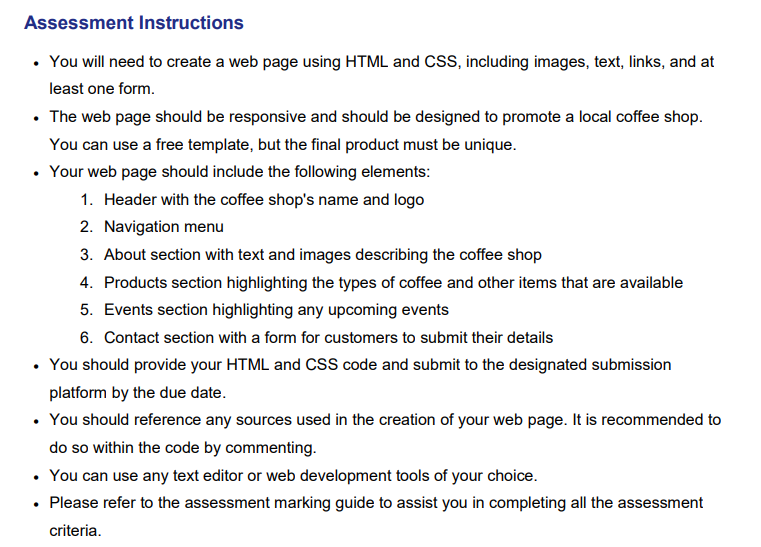 Assessment Instructions
• You will need to create a web page using HTML and CSS, including images, text, links, and at
least one form.
• The web page should be responsive and should be designed to promote a local coffee shop.
You can use a free template, but the final product must be unique.
• Your web page should include the following elements:
1. Header with the coffee shop's name and logo
2. Navigation menu
3. About section with text and images describing the coffee shop
4. Products section highlighting the types of coffee and other items that are available
5. Events section highlighting any upcoming events
6. Contact section with a form for customers to submit their details
• You should provide your HTML and CSS code and submit to the designated submission
platform by the due date.
• You should reference any sources used in the creation of your web page. It is recommended to
do so within the code by commenting.
• You can use any text editor or web development tools of your choice.
• Please refer to the assessment marking guide to assist you in completing all the assessment
criteria.